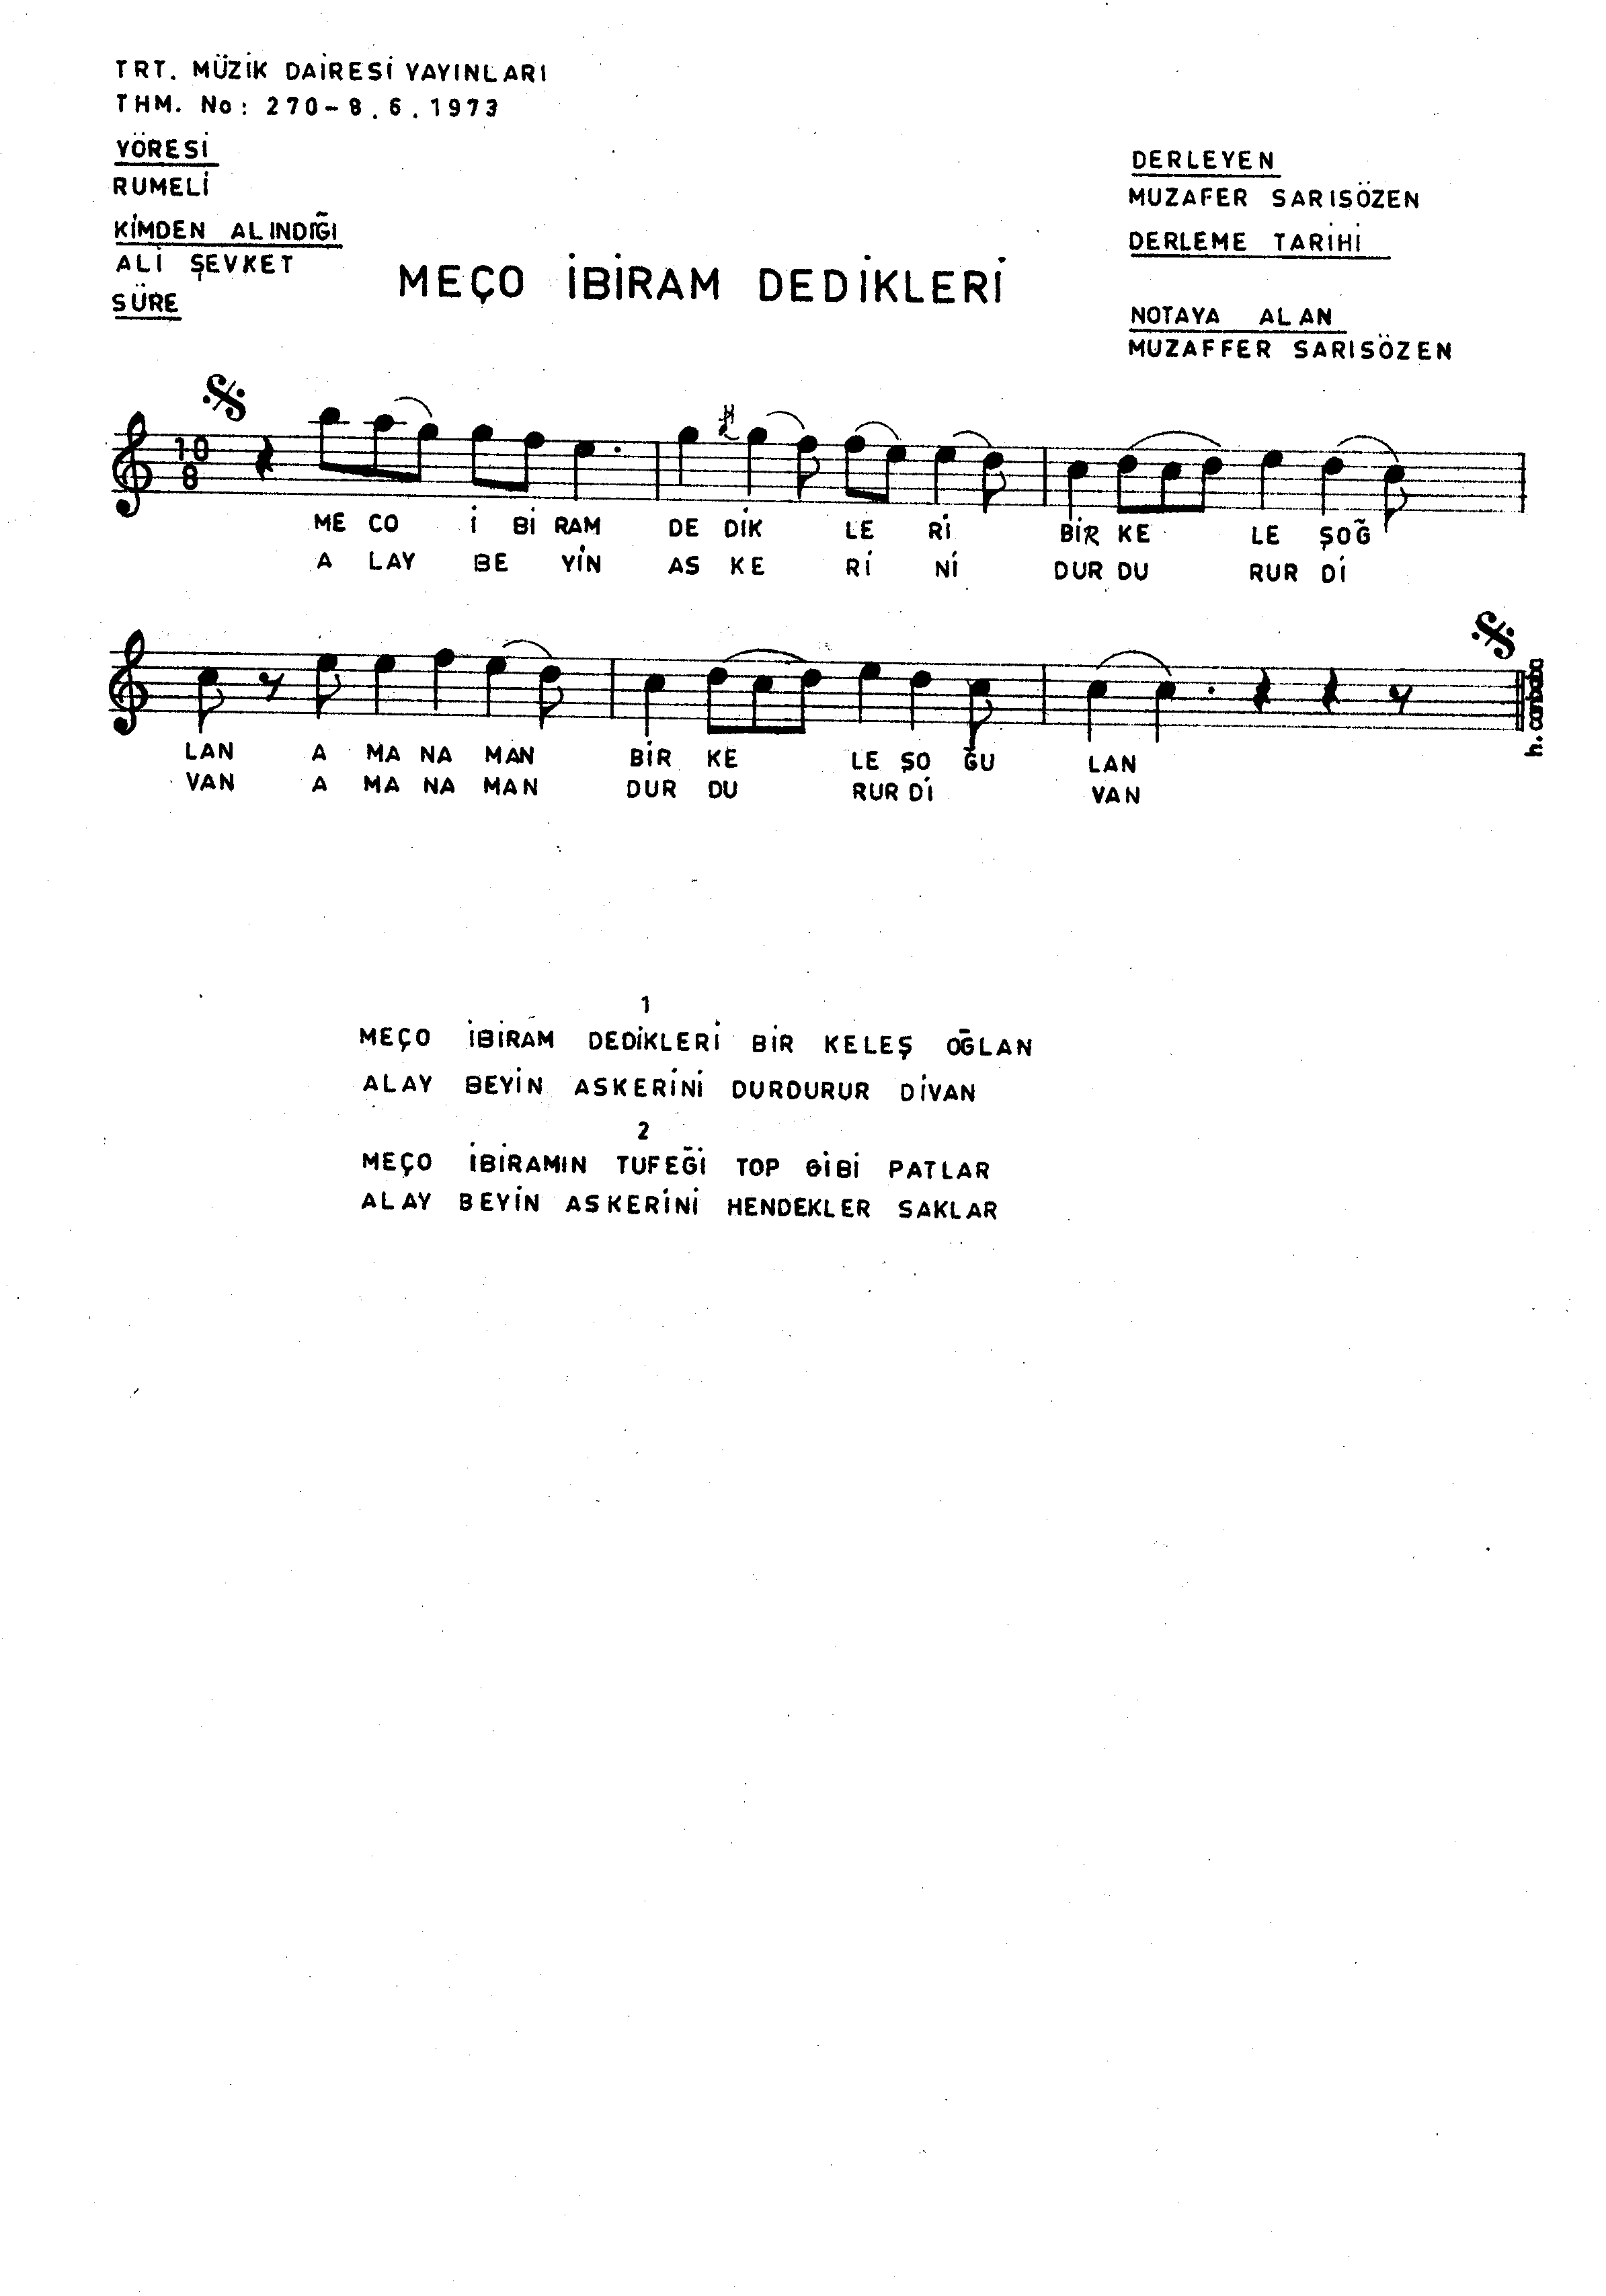 TRT. MÜZİK DAİRESİ YAYINLARI
THM. No: 270-8.6.1973
YÖRESİ
RUMELİ
KİMDEN ALINDIĞI
ALİ ŞEVKET
SÜRE
DERLEYEN
MUZAFER SARISÖZEN
DERLEME TARİHİ
NOTAYA ALAN
MUZAFFER SARISÖZEN
MEÇO İBİRAM DEDİKLERİ
10
8
ME CO İ Bİ RAM DE DİK LE Rİ BİR KE LE ŞOĞ
A LAY BE YİN AS KE Rİ Nİ DUR DU RUR Dİ
LAN A MA NA MAN BİR KE LE ŞO ĞU LAN
VAN A MA NA MAN DUR DU RUR Dİ VAN
1
MEÇO İBİRAM DEDİKLERİ BİR KELEŞ OĞLAN
ALAY BEYİN ASKERİNİ DURDURUR DİVAN
2
MEÇO İBİRAMIN TUFEĞİ TOP GİBİ PATLAR
ALAY BEYİN ASKERİNİ HENDEKLER SAKLAR